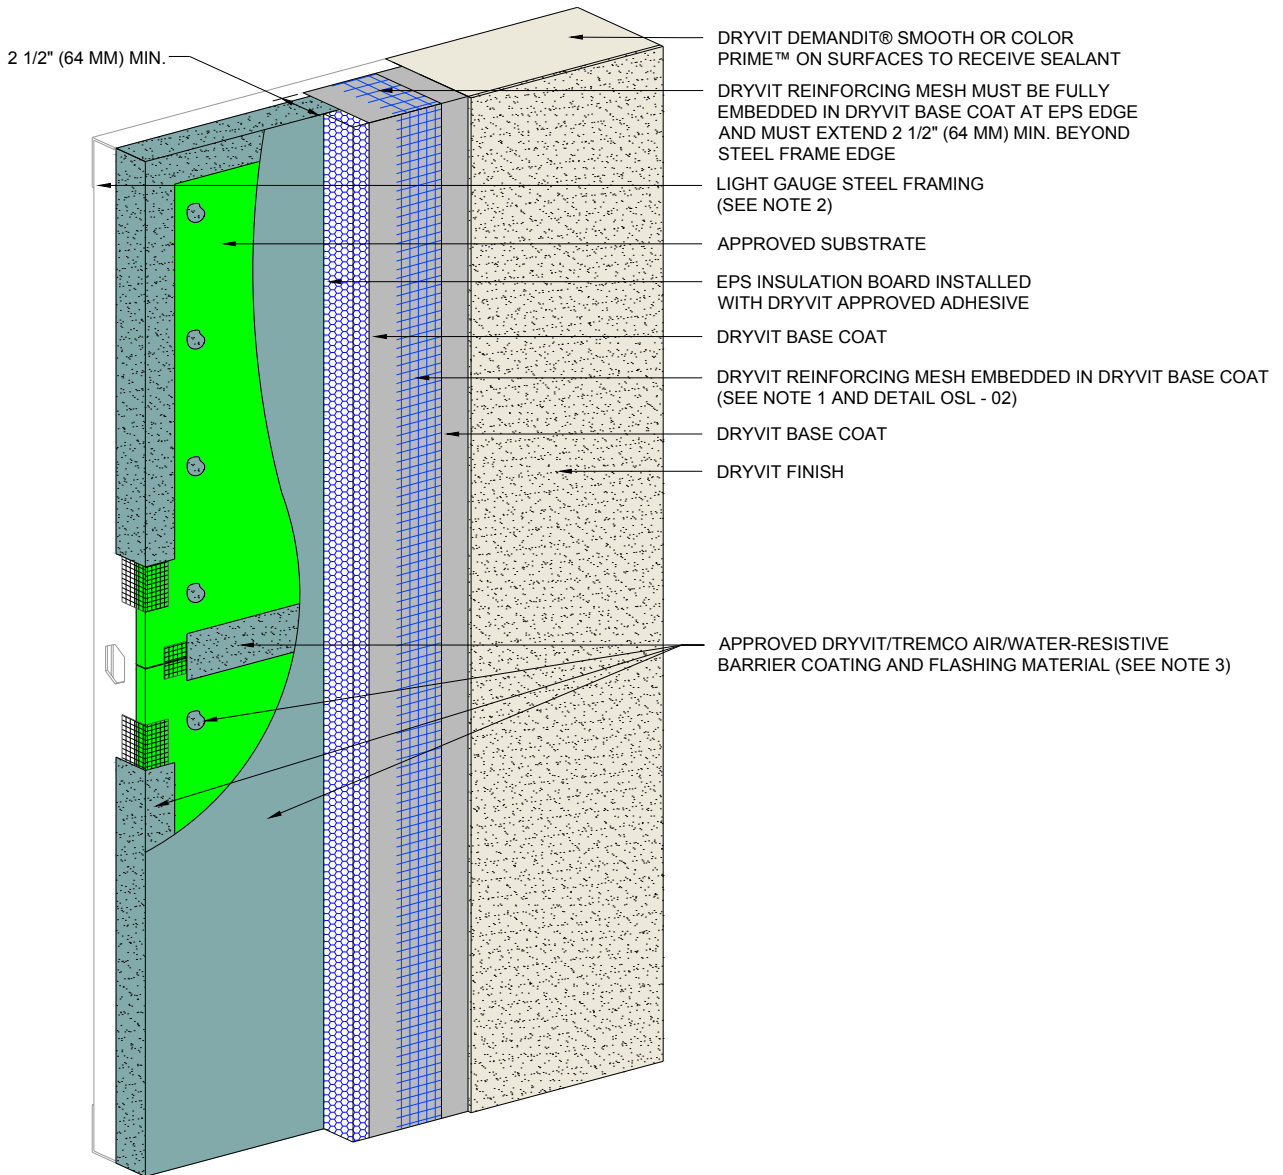 2 1/2" (64 MM) MIN.
DRYVIT DEMANDIT® SMOOTH OR COLOR
PRIME™ ON SURFACES TO RECEIVE SEALANT
DRYVIT REINFORCING MESH MUST BE FULLY
EMBEDDED IN DRYVIT BASE COAT AT EPS EDGE
AND MUST EXTEND 2 1/2" (64 MM) MIN. BEYOND
STEEL FRAME EDGE
LIGHT GAUGE STEEL FRAMING
(SEE NOTE 2)
APPROVED SUBSTRATE
EPS INSULATION BOARD INSTALLED
WITH DRYVIT APPROVED ADHESIVE
DRYVIT BASE COAT
DRYVIT REINFORCING MESH EMBEDDED IN DRYVIT BASE COAT
(SEE NOTE 1 AND DETAIL OSL - 02)
DRYVIT BASE COAT
DRYVIT FINISH
APPROVED DRYVIT/TREMCO AIR/WATER-RESISTIVE
BARRIER COATING AND FLASHING MATERIAL (SEE NOTE 3)